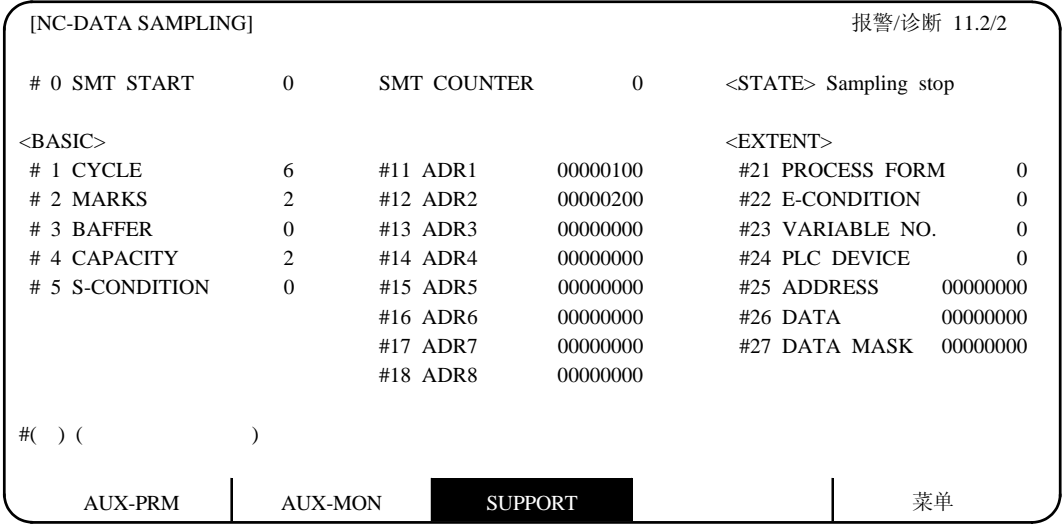 [NC-DATA SAMPLING] 报警/诊断 11.2/2
# 0 SMT START 0 SMT COUNTER 0 <STATE> Sampling stop
<BASIC> <EXTENT>
# 1 CYCLE 6 #11 ADR1 00000100 #21 PROCESS FORM 0
# 2 MARKS 2 #12 ADR2 00000200 #22 E-CONDITION 0
# 3 BAFFER 0 #13 ADR3 00000000 #23 VARIABLE NO. 0
# 4 CAPACITY 2 #14 ADR4 00000000 #24 PLC DEVICE 0
# 5 S-CONDITION 0 #15 ADR5 00000000 #25 ADDRESS 00000000
#16 ADR6 00000000 #26 DATA 00000000
#17 ADR7 00000000 #27 DATA MASK 00000000
#18 ADR8 00000000
#( ) ( )
AUX-PRM AUX-MON SUPPORT 菜单